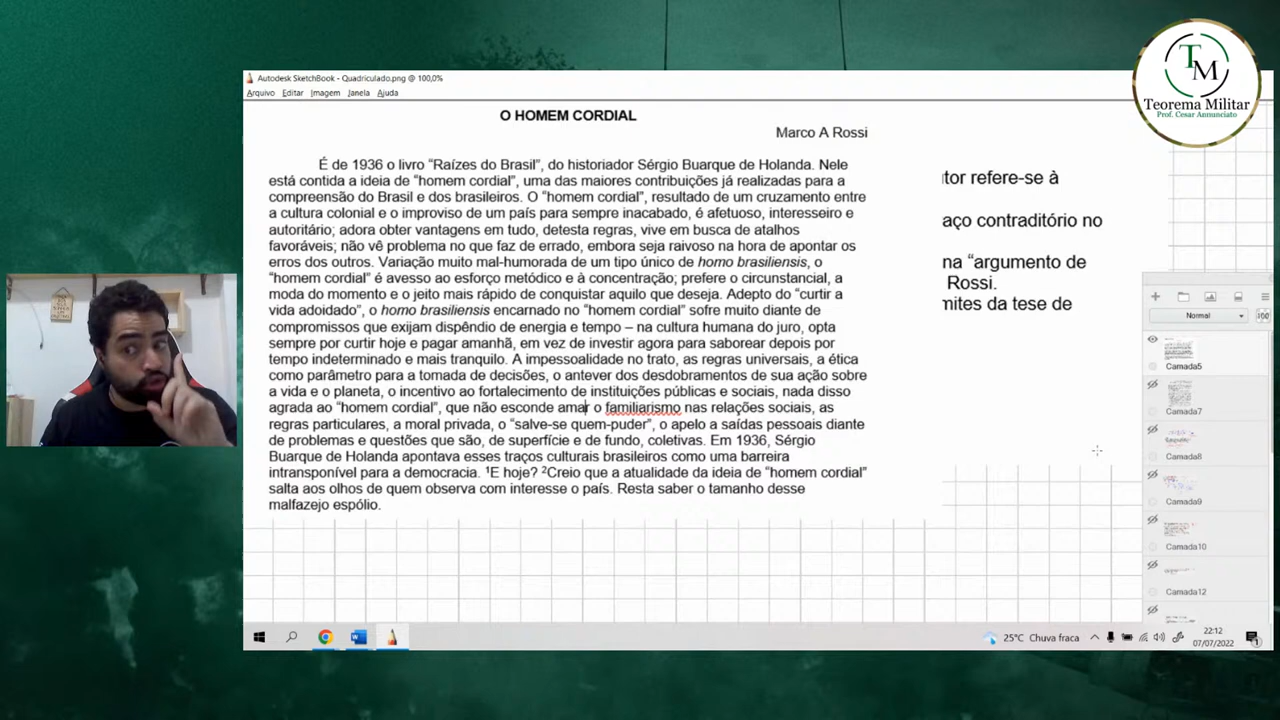 Autodesk SketchBook - Quadriculado.png @ 100,0%
Arquivo Editar Imagem Janela Ajuda
TM
Teorema Militar
Prof. Cesar Annunciato
O HOMEM CORDIAL
Marco A Rossi
É de 1936 o livro “Raízes do Brasil”, do historiador Sérgio Buarque de Holanda. Nele
está contida a ideia de “homem cordial”, uma das maiores contribuições já realizadas para a
compreensão do Brasil e dos brasileiros. O “homem cordial”, resultado de um cruzamento entre
a cultura colonial e o improviso de um país para sempre inacabado, é afetuoso, interesseiro e
autoritário; adora obter vantagens em tudo, detesta regras, vive em busca de atalhos
favoráveis; não vê problema no que faz de errado, embora seja raivoso na hora de apontar os
erros dos outros. Variação muito mal-humorada de um tipo único de homo brasiliensis, o
“homem cordial” é avesso ao esforço metódico e à concentração; prefere o circunstancial, a
moda do momento e o jeito mais rápido de conquistar aquilo que deseja. Adepto do “curtir a
vida adoidado”, o homo brasiliensis encarnado no “homem cordial” sofre muito diante de
compromissos que exijam dispêndio de energia e tempo – na cultura humana do juro, opta
sempre por curtir hoje e pagar amanhã, em vez de investir agora para saborear depois por
tempo indeterminado e mais tranquilo. A impessoalidade no trato, as regras universais, a ética
como parâmetro para a tomada de decisões, o antever dos desdobramentos de sua ação sobre
a vida e o planeta, o incentivo ao fortalecimento de instituições públicas e sociais, nada disso
agrada ao “homem cordial”, que não esconde amar o familiarismo nas relações sociais, as
regras particulares, a moral privada, o “salve-se quem-puder”, o apelo a saídas pessoais diante
de problemas e questões que são, de superfície e de fundo, coletivas. Em 1936, Sérgio
Buarque de Holanda apontava esses traços culturais brasileiros como uma barreira
intransponível para a democracia. ¹E hoje? ²Creio que a atualidade da ideia de “homem cordial”
salta aos olhos de quem observa com interesse o país. Resta saber o tamanho desse
malfazejo espólio.
tor refere-se à
aço contraditório no
na “argumento de
Rossi.
mites da tese de
Normal
100
Camada5
Camada7
Camada8
Camada9
Camada10
Camada12
25°C Chuva fraca
22:12
07/07/2022